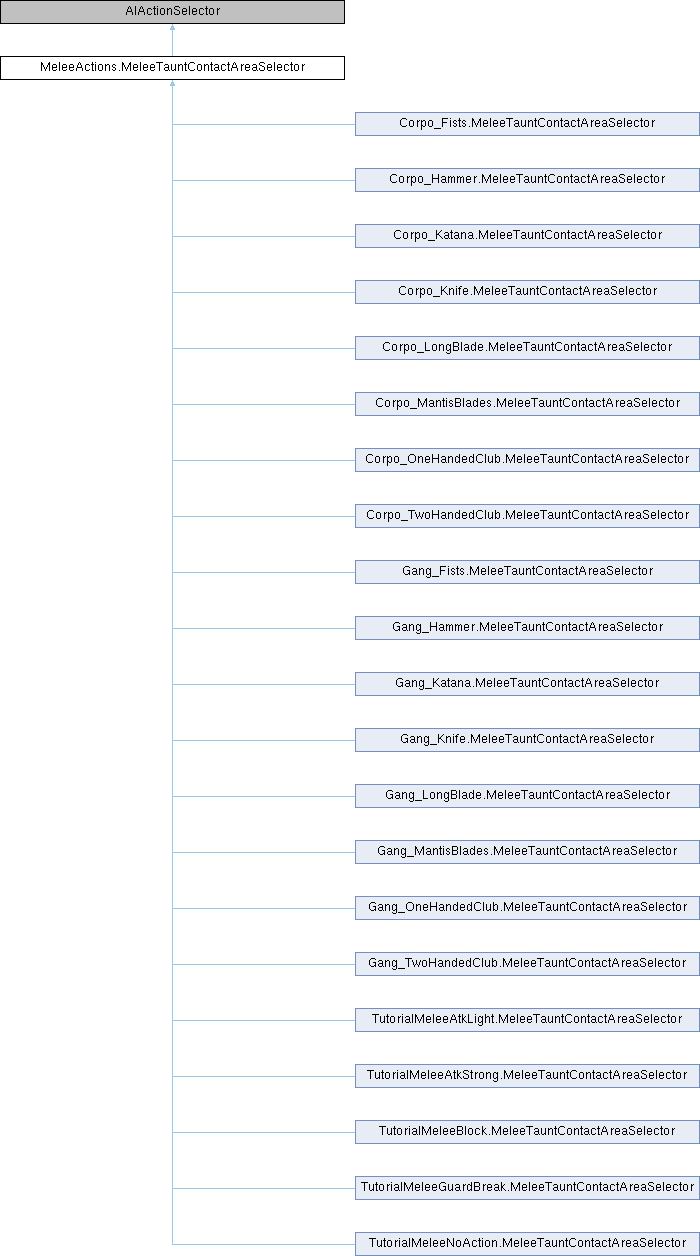 AIActionSelector
MeleeActions.MeleeTauntContactAreaSelector
Corpo_Fists.MeleeTauntContactAreaSelector
Corpo_Hammer.MeleeTauntContactAreaSelector
Corpo_Katana.MeleeTauntContactAreaSelector
Corpo_Knife.MeleeTauntContactAreaSelector
Corpo_LongBlade.MeleeTauntContactAreaSelector
Corpo_MantisBlades.MeleeTauntContactAreaSelector
Corpo_OneHandedClub.MeleeTauntContactAreaSelector
Corpo_TwoHandedClub.MeleeTauntContactAreaSelector
Gang_Fists.MeleeTauntContactAreaSelector
Gang_Hammer.MeleeTauntContactAreaSelector
Gang_Katana.MeleeTauntContactAreaSelector
Gang_Knife.MeleeTauntContactAreaSelector
Gang_LongBlade.MeleeTauntContactAreaSelector
Gang_MantisBlades.MeleeTauntContactAreaSelector
Gang_OneHandedClub.MeleeTauntContactAreaSelector
Gang_TwoHandedClub.MeleeTauntContactAreaSelector
TutorialMeleeAtkLight.MeleeTauntContactAreaSelector
TutorialMeleeAtkStrong.MeleeTauntContactAreaSelector
TutorialMeleeBlock.MeleeTauntContactAreaSelector
TutorialMeleeGuardBreak.MeleeTauntContactAreaSelector
TutorialMeleeNoAction.MeleeTauntContactAreaSelector